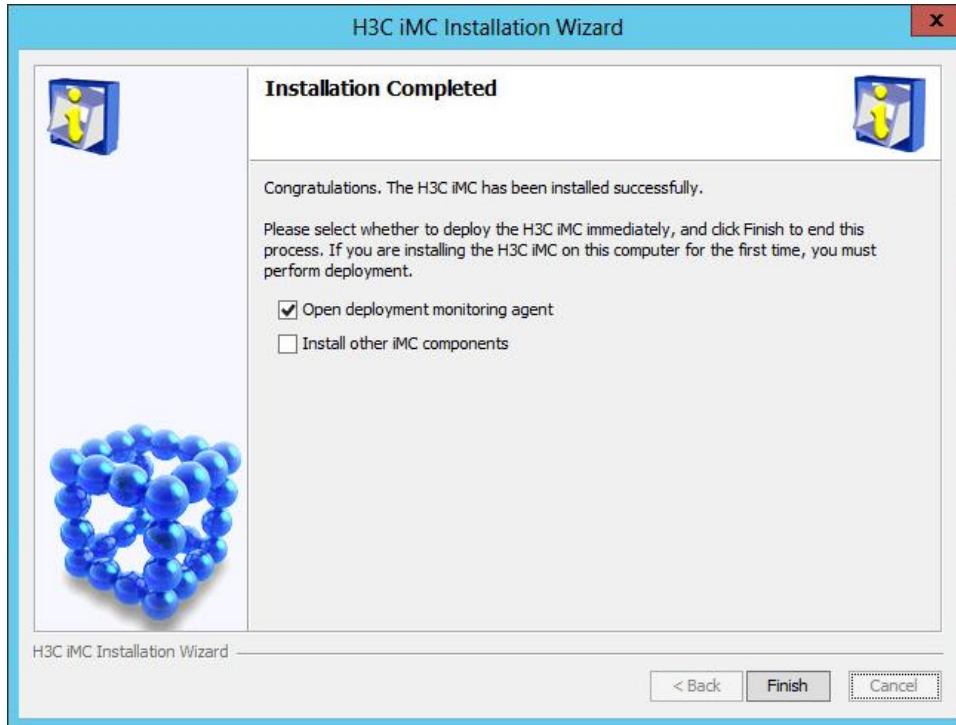 H3C iMC Installation Wizard
x
Installation Completed
Congratulations. The H3C iMC has been installed successfully.
Please select whether to deploy the H3C iMC immediately, and click Finish to end this
process. If you are installing the H3C iMC on this computer for the first time, you must
perform deployment.
Open deployment monitoring agent
Install other iMC components
H3C iMC Installation Wizard
< Back Finish Cancel